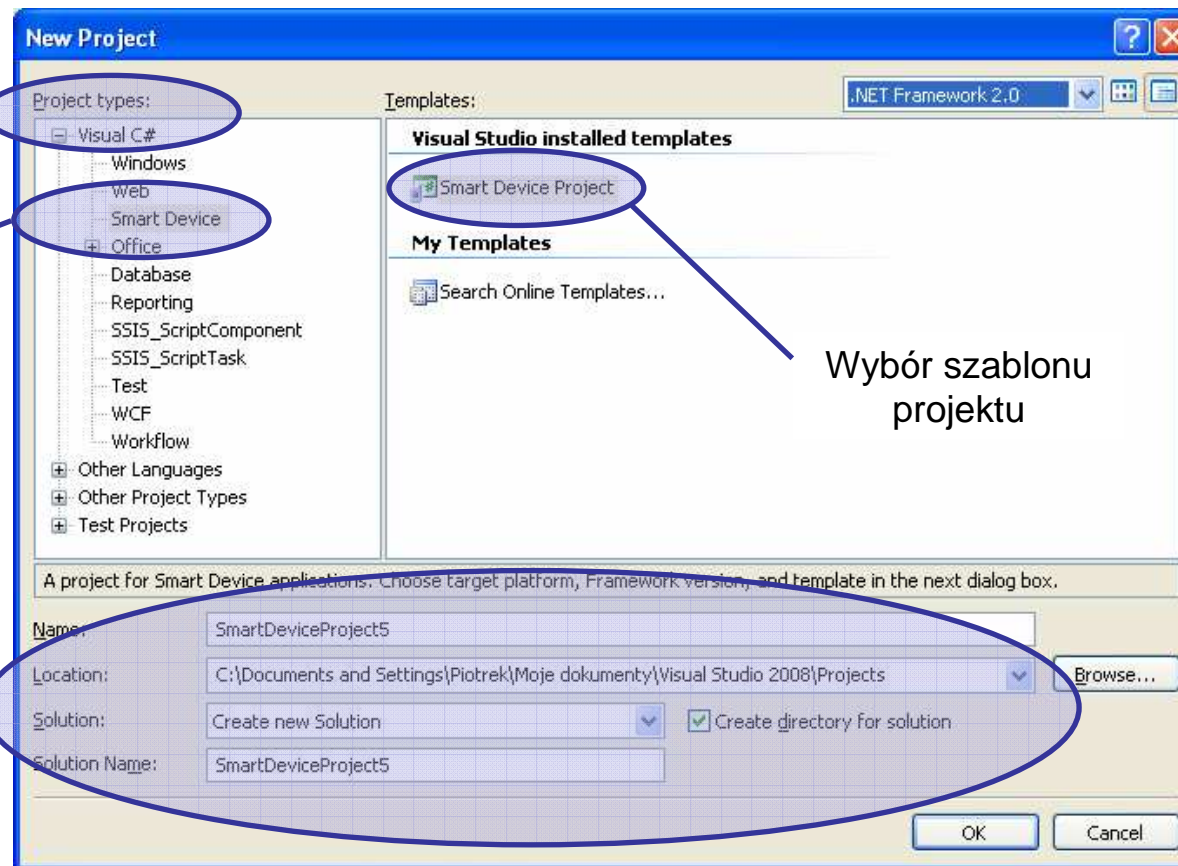 New Project
Project types:
Templates:
.NET Framework 2.0
Visual C#
Windows
Web
Smart Device
Office
Database
Reporting
SSIS_ScriptComponent
SSIS_ScriptTask
Test
WCF
Workflow
Other Languages
Other Project Types
Test Projects
Visual Studio installed templates
Smart Device Project
My Templates
Search Online Templates...
Wybór szablonu
projektu
A project for Smart Device applications. Choose target platform, Framework version, and template in the next dialog box.
Name:
SmartDeviceProject5
Location:
C:\Documents and Settings\Piotrek\Moje dokumenty\Visual Studio 2008\Projects
Browse...
Solution:
Create new Solution
Create directory for solution
Solution Name:
SmartDeviceProject5
OK
Cancel